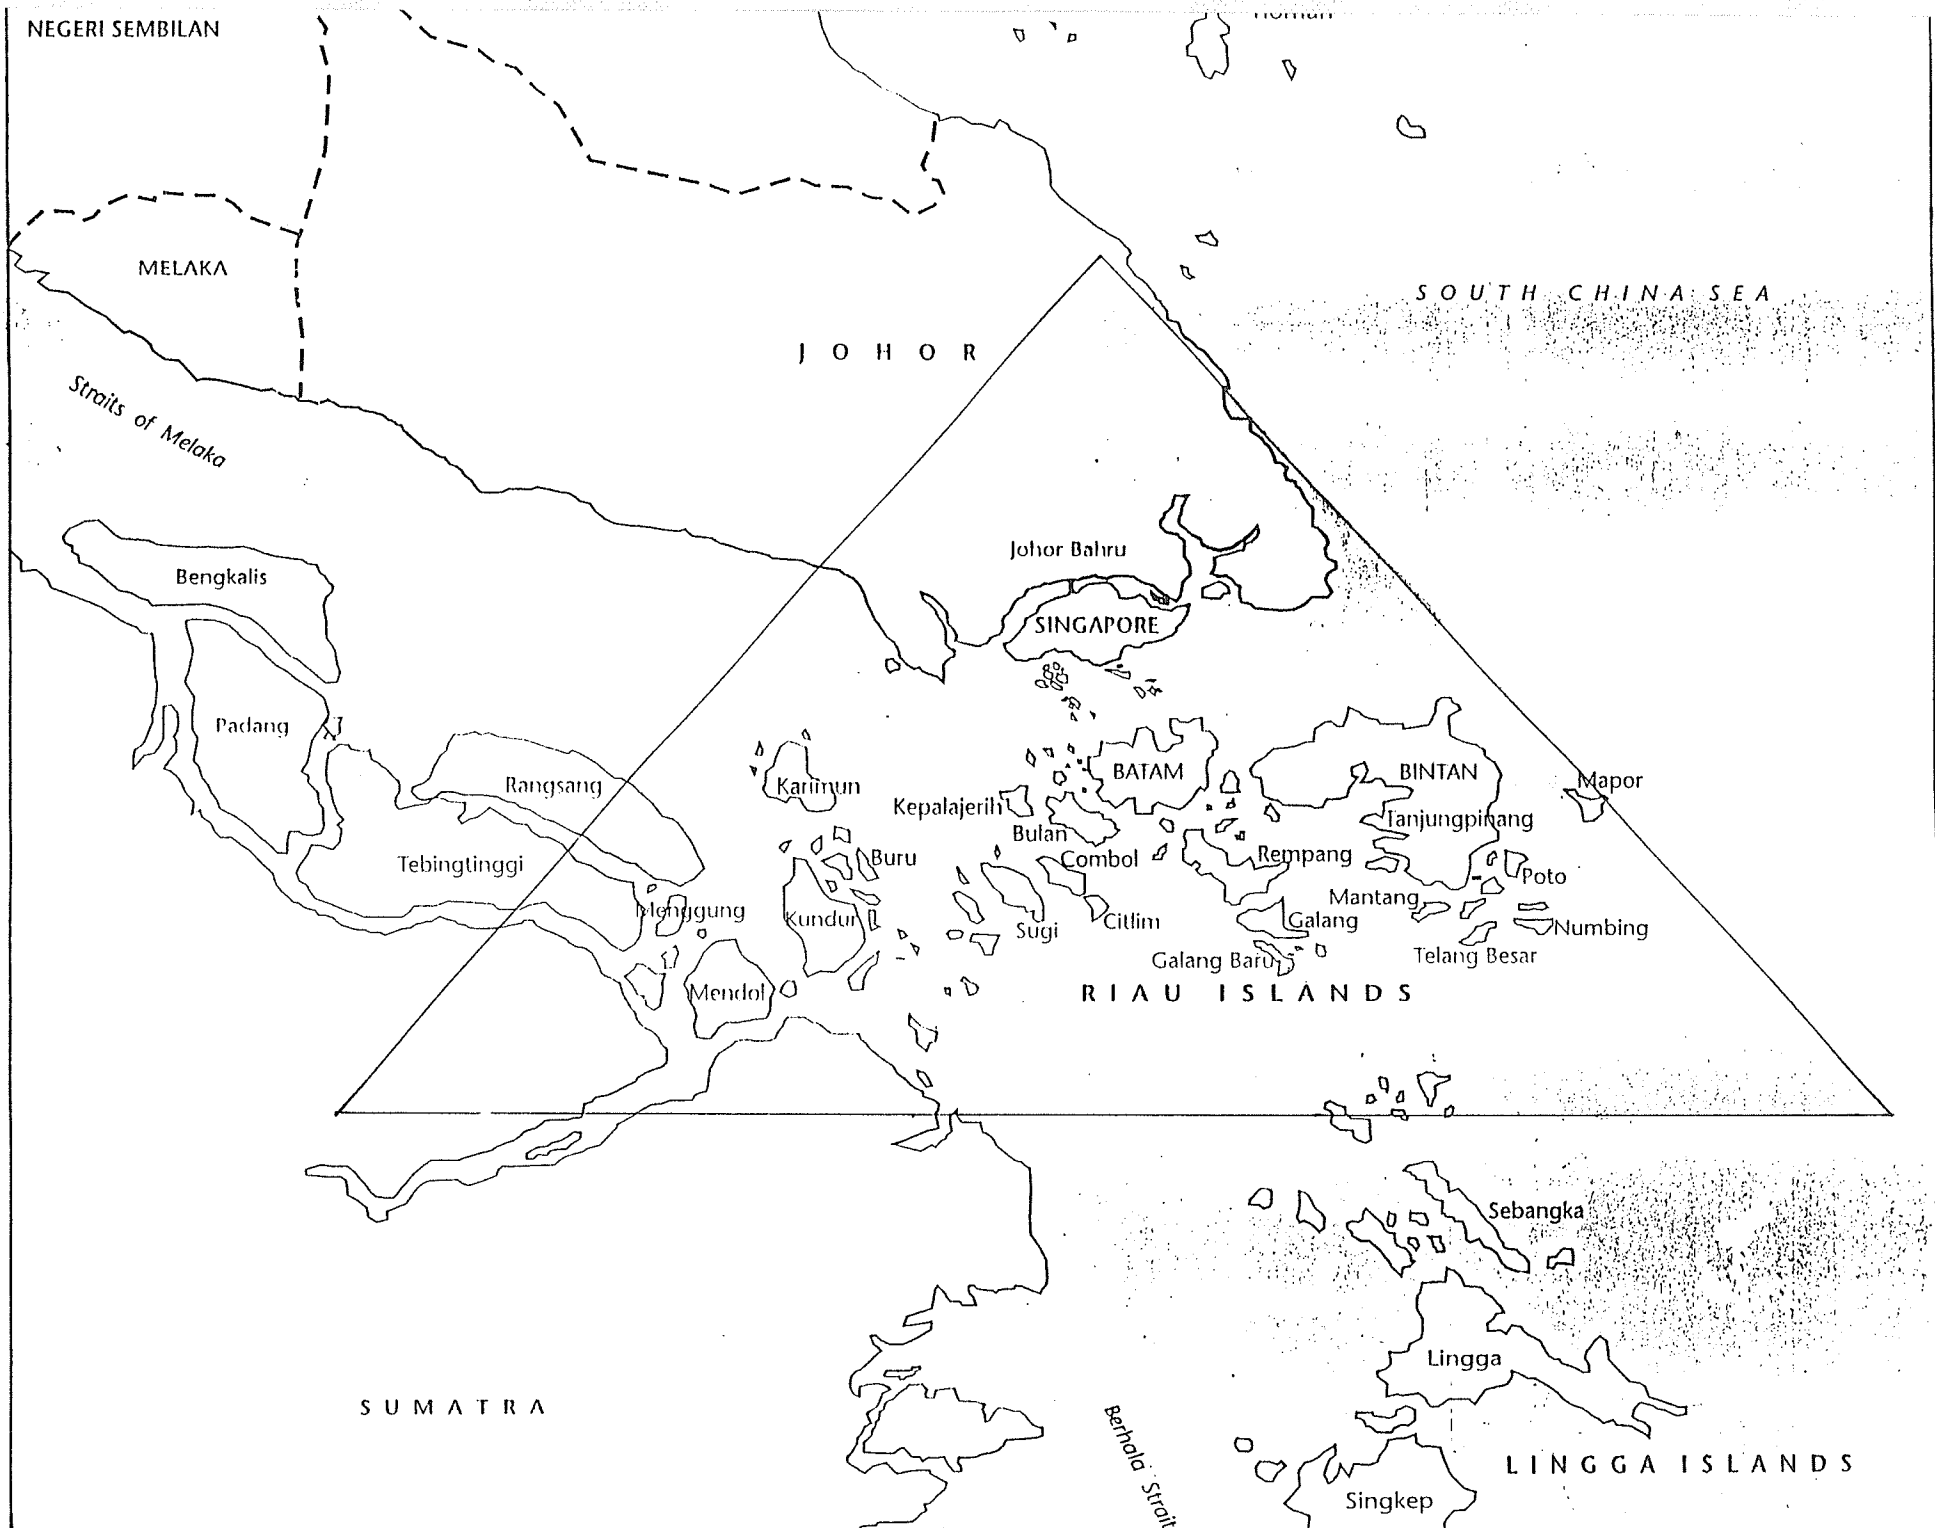 NEGERI SEMBILAN
MELAKA
SOUTH CHINA SEA
JOHOR
Straits of Melaka
Johor Bahru
Bengkalis
SINGAPORE
Padang
Rangsang
Karimun
BATAM
BINTAN
Mapor
Kepalajerih
Bulan
Tanjungpinang
Tebingtinggi
Buru
Combol
Rempang
Poto
Mantang
Menggung
Kundur
Sugi
Citlim
Galang
Numbing
Galang Baru
Telang Besar
Mendol
RIAU ISLANDS
Sebangka
Lingga
SUMATRA
Berhala Strait
LINGGA ISLANDS
Singkep